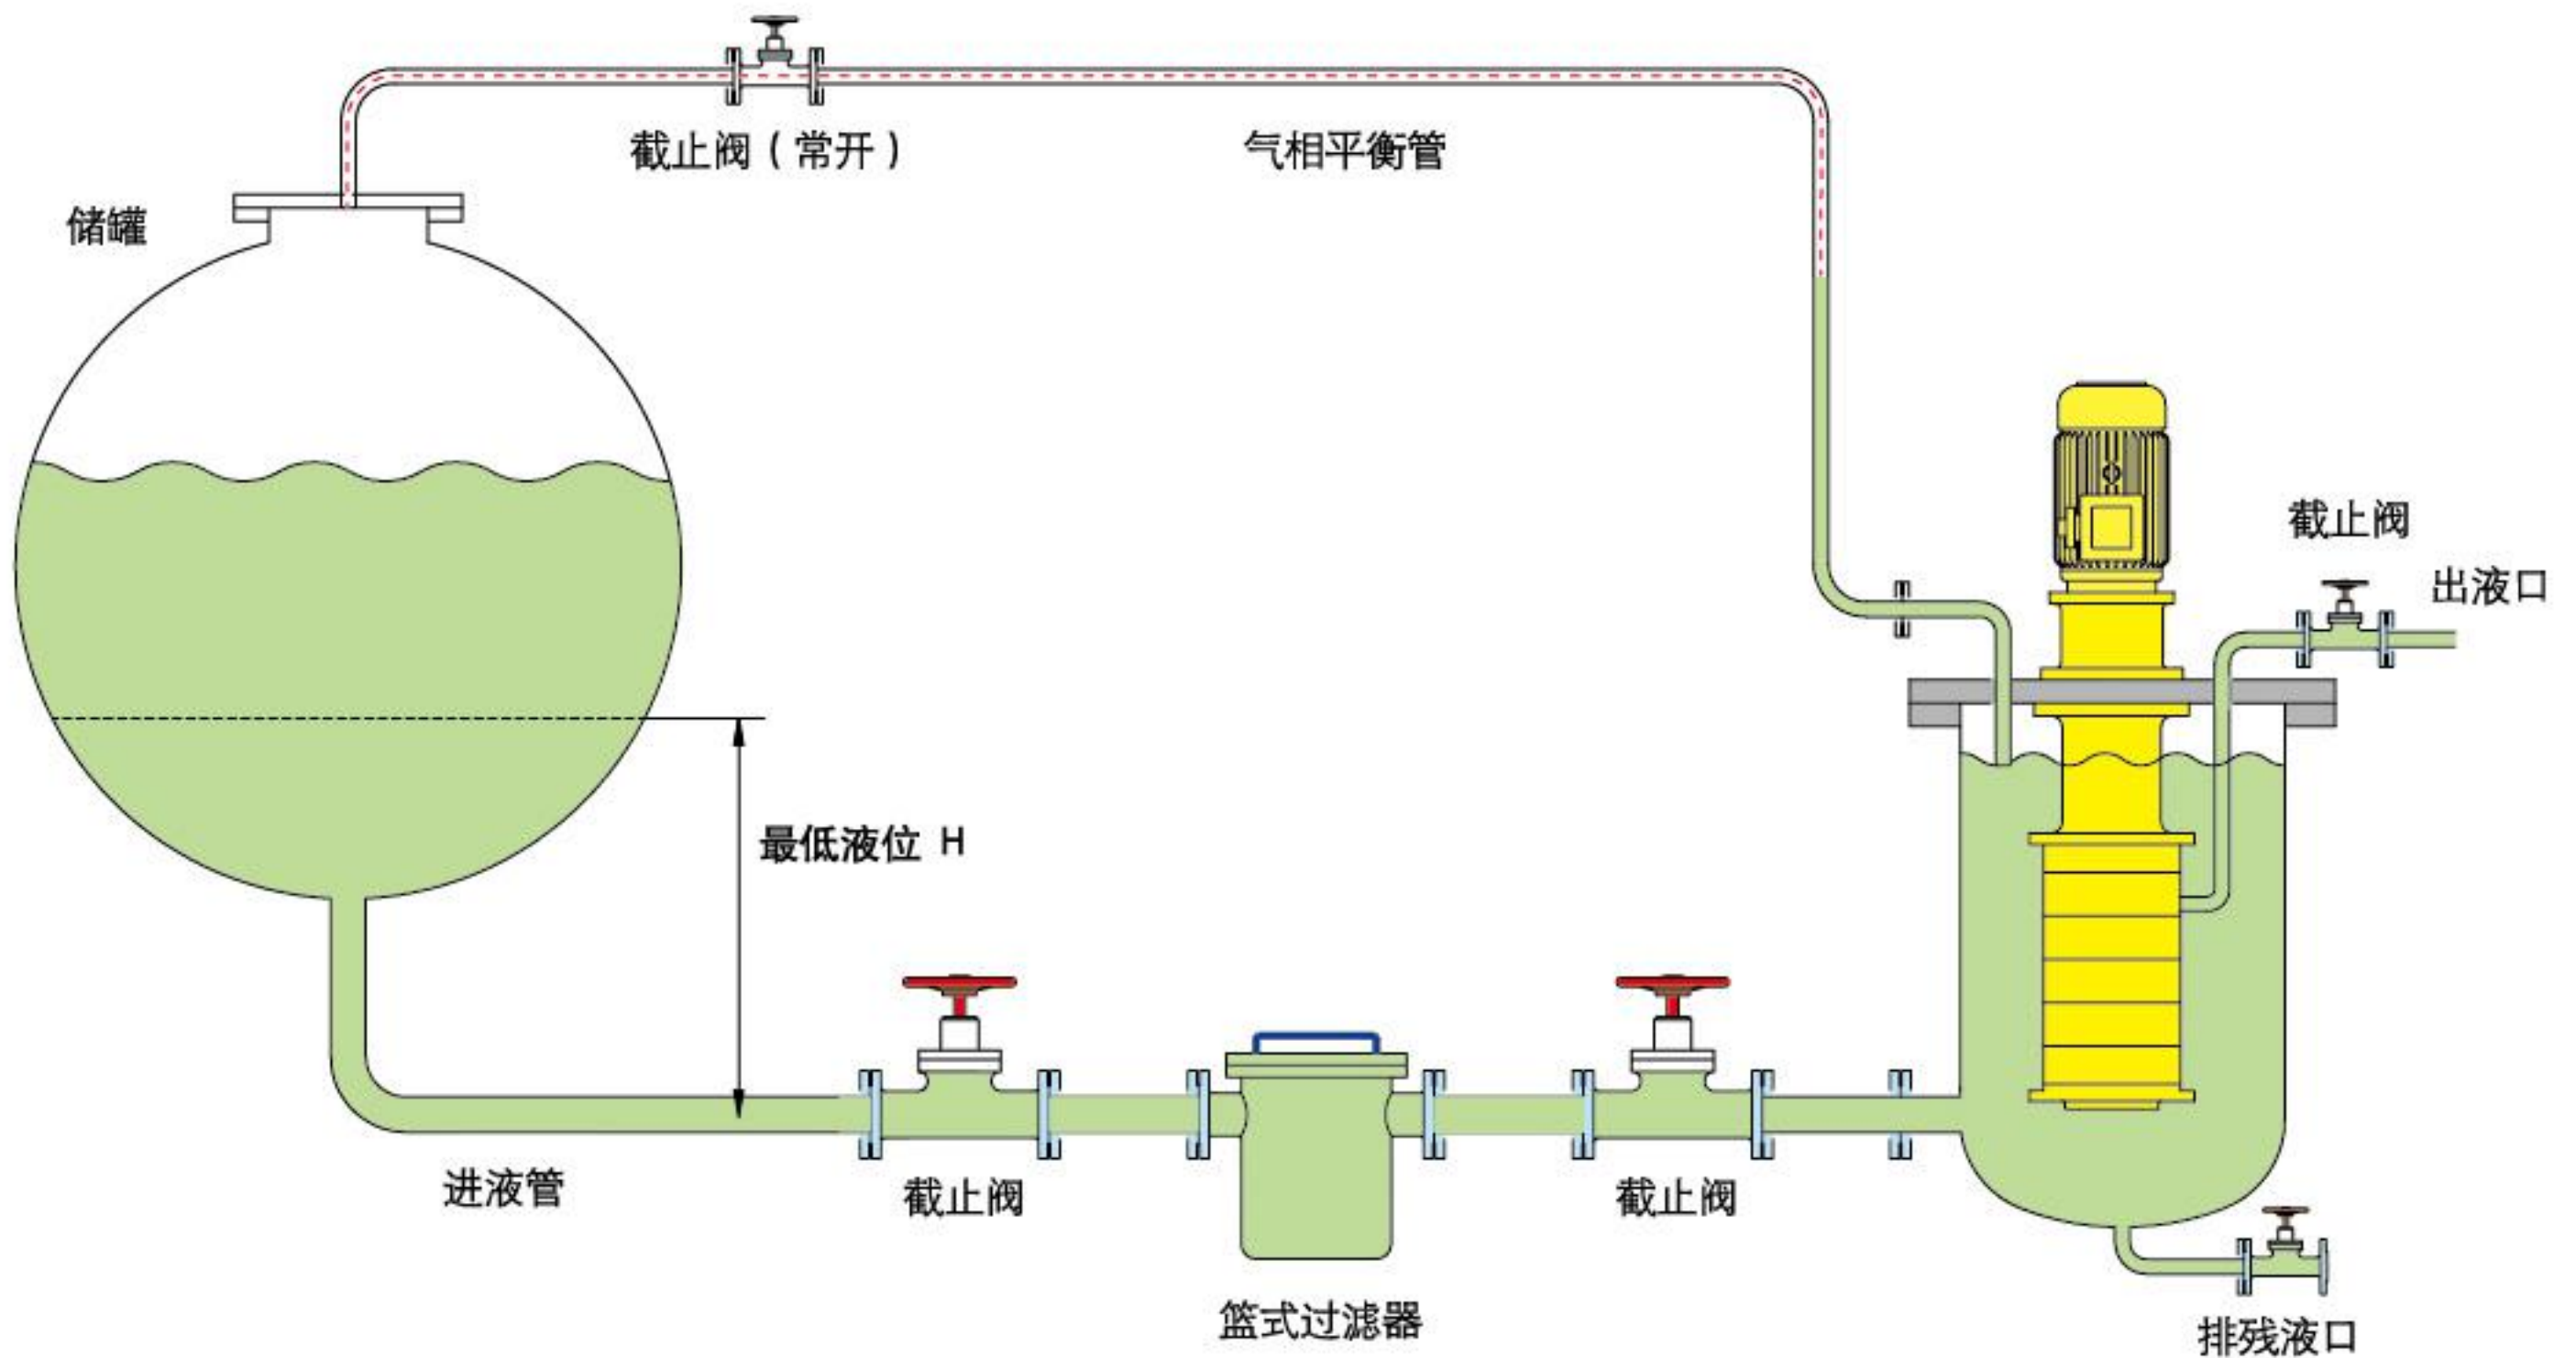 截止阀（常开）
气相平衡管
储罐
截止阀
出液口
最低液位 H
进液管
截止阀
截止阀
篮式过滤器
排残液口